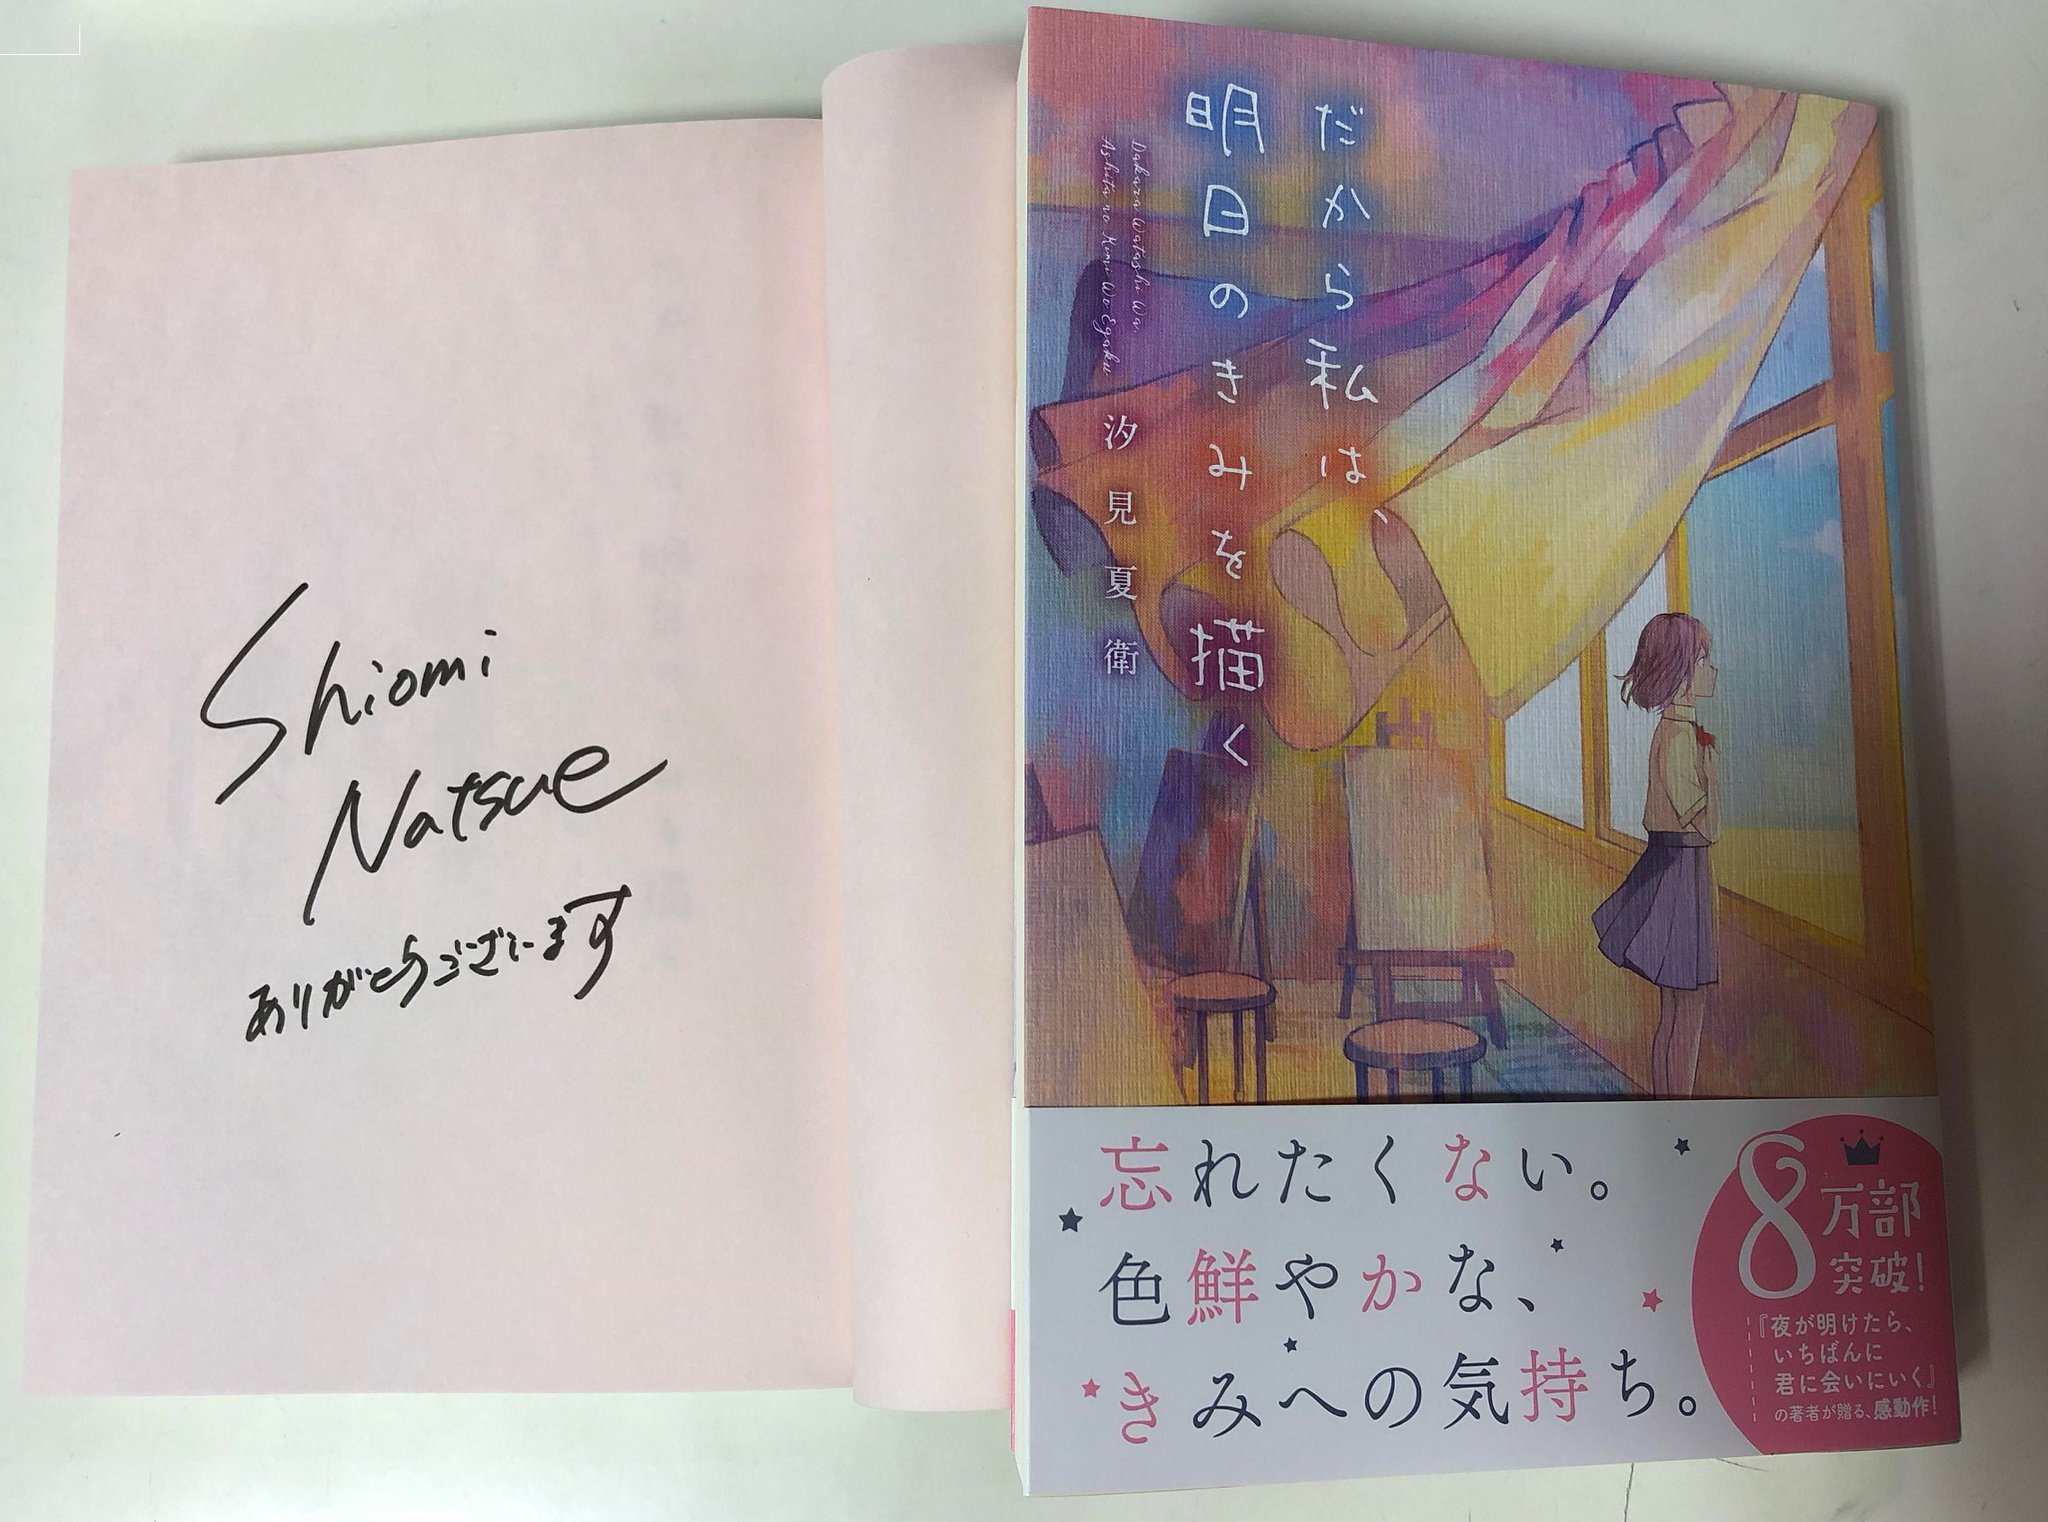 Shiomi
Natsue
ありがとうございます
だから私は、
明日のきみを描く
Dakara Watashi Wa
Ashita no Kimi Wo Egaku
汐見夏衛
忘れたくない。
色鮮やかな、
きみへの気持ち。
8万部
突破!
『夜が明けたら、
いちばんに
君に会いにいく』
の著者が贈る、感動作!